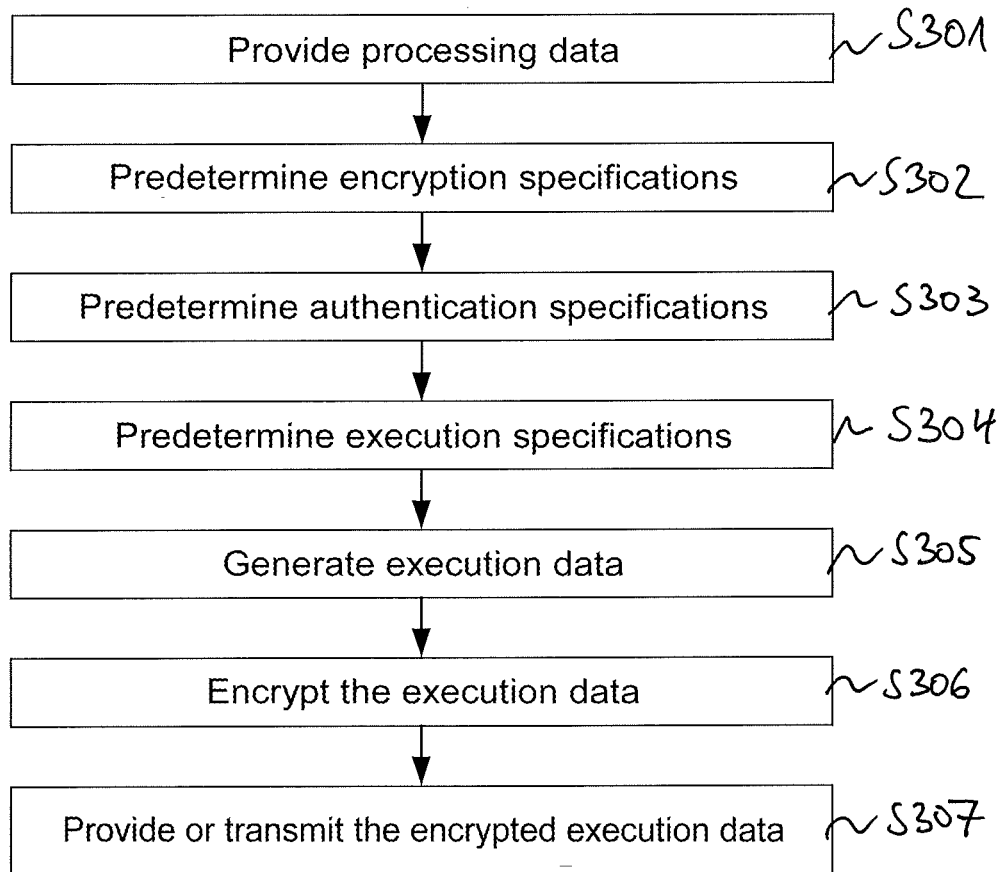 Provide processing data S301
Predetermine encryption specifications S302
Predetermine authentication specifications S303
Predetermine execution specifications S304
Generate execution data S305
Encrypt the execution data S306
Provide or transmit the encrypted execution data S307